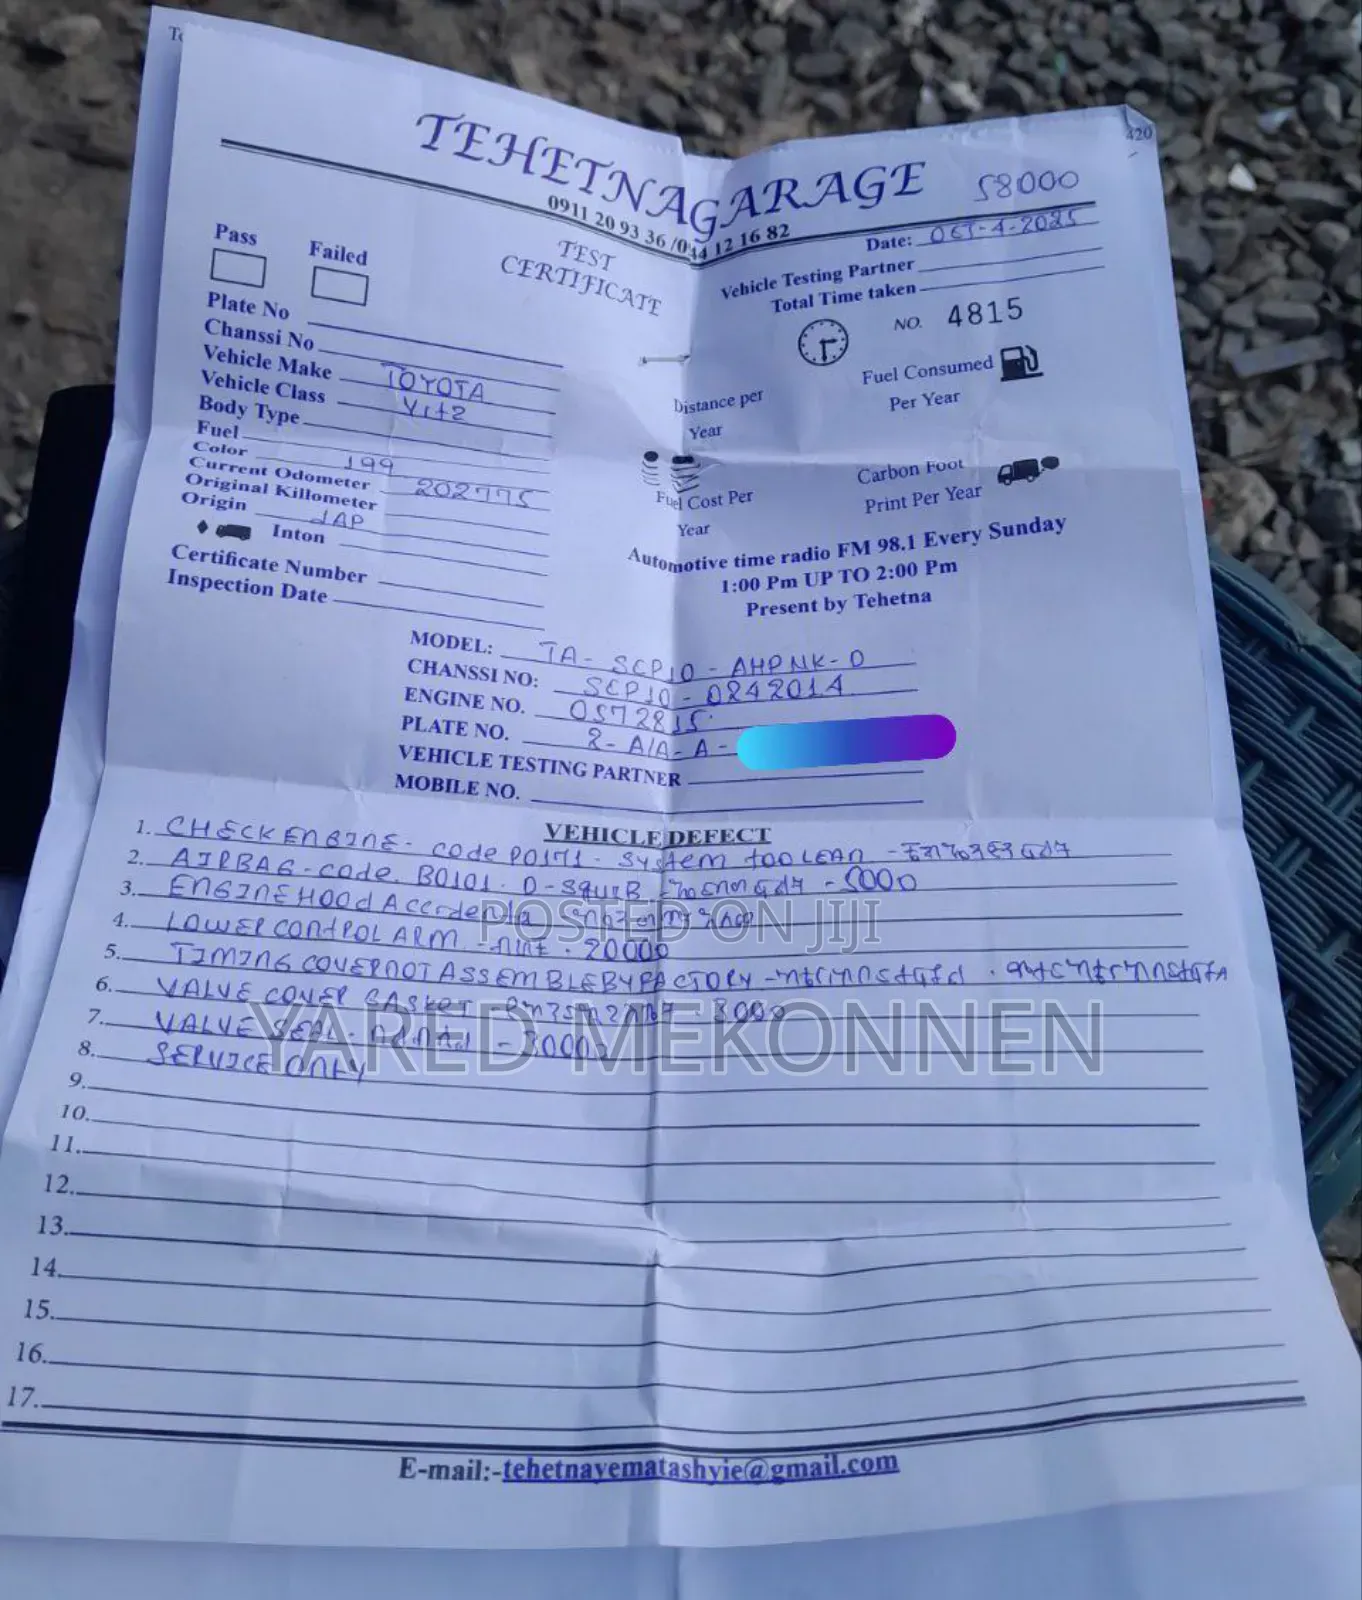 420
TEHETNA GARAGE
58000
0911 20 93 36 /044 12 16 82
TEST
CERTIFICATE
Pass
Failed
Date: OCT-4-2025
Vehicle Testing Partner
Total Time taken
NO. 4815
Plate No
Chanssi No
Vehicle Make TOYOTA
Vehicle Class Vitz
Body Type
Fuel
Color 199
Current Odometer 202775
Original Killometer
Origin JAP
Inton
Certificate Number
Inspection Date
Distance per
Year
Fuel Consumed
Per Year
Fuel Cost Per
Year
Carbon Foot
Print Per Year
Automotive time radio FM 98.1 Every Sunday
1:00 Pm UP TO 2:00 Pm
Present by Tehetna
MODEL: TA-SCP10-AHPNK-D
CHANSSI NO: SCP10-0242014
ENGINE NO. 0572815
PLATE NO. 2-A/A-A-
VEHICLE TESTING PARTNER
MOBILE NO.
VEHICLE DEFECT
1. CHECK ENGINE- code P0171. System too LEAN -
2. AIRBAG-code. B0101. D-SquiB - 5000
3. ENGINE HOOd
4. LOWER CONtROL ARM - 20000
5. TIMING COVER NOT ASSEMBLE BY FACTORY -
6. VALVE COVER GASKET - 3000
7. VALVE SEAL. - 30000
8. SERVICE ONLY
9.
10.
11.
12.
13.
14.
15.
16.
17.
E-mail:-tehetnayematashyie@gmail.com
POSTED ON JIJI
YARED MEKONNEN